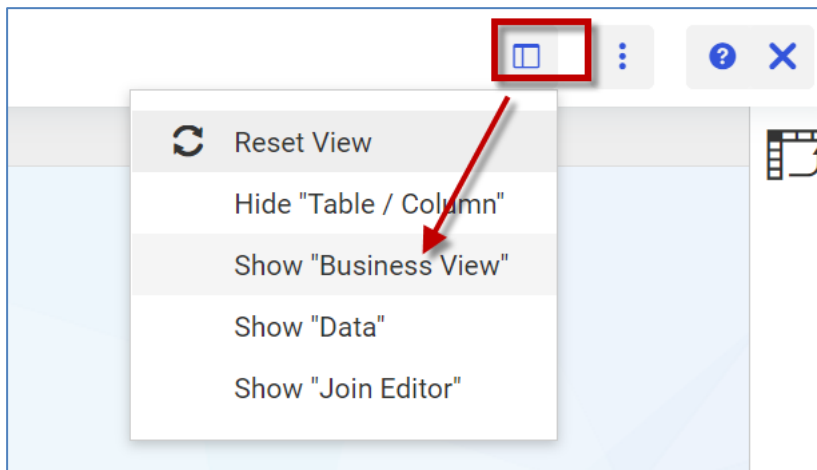 Reset View
Hide "Table / Column"
Show "Business View"
Show "Data"
Show "Join Editor"